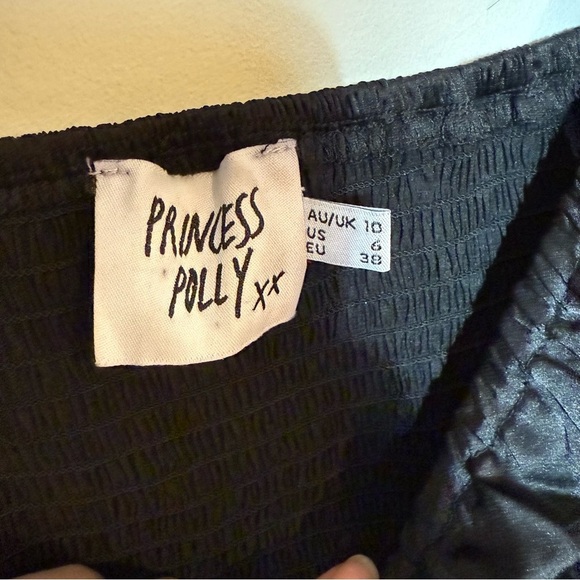 PRINCESS
POLLY xx
AU/UK 10
US 6
EU 38